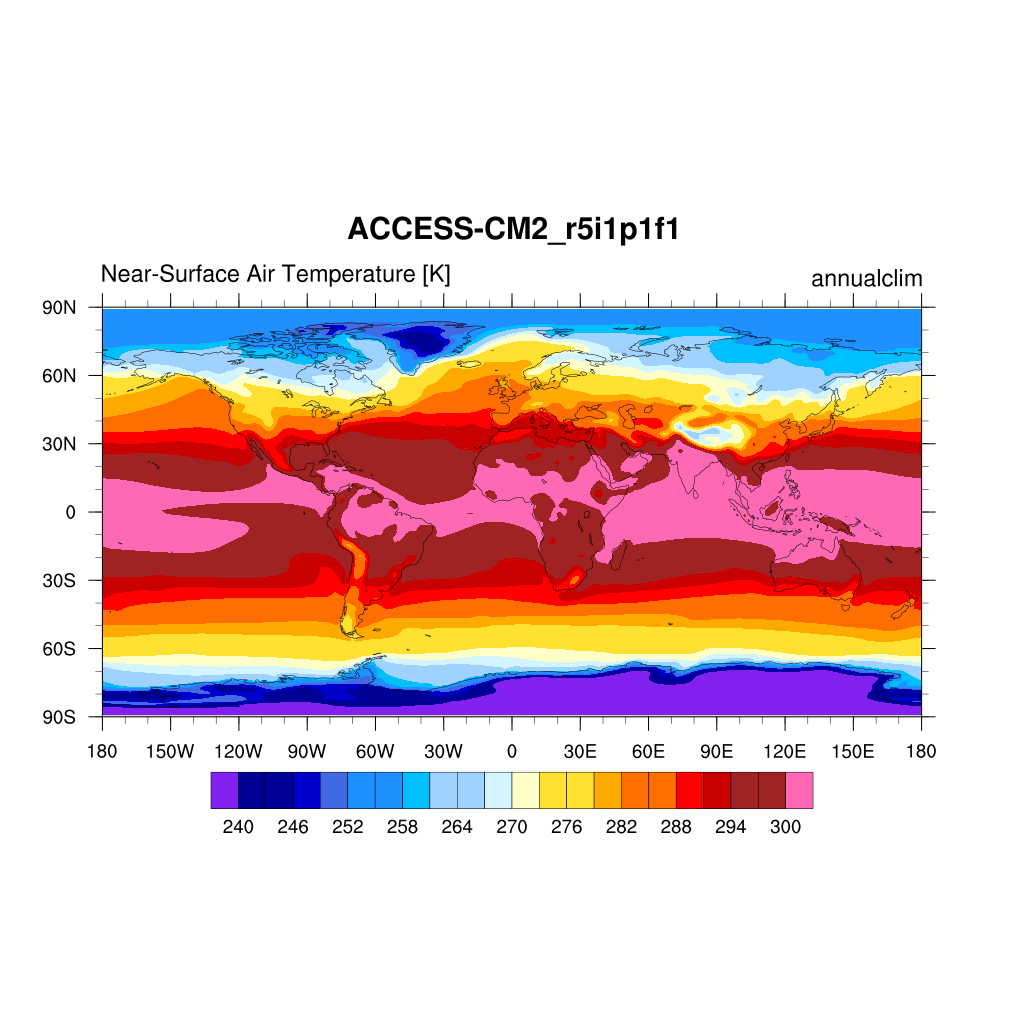 ACCESS-CM2_r5i1p1f1
Near-Surface Air Temperature [K]
annualclim
90N
60N
30N
0
30S
60S
90S
180 150W 120W 90W 60W 30W 0 30E 60E 90E 120E 150E 180
240 246 252 258 264 270 276 282 288 294 300